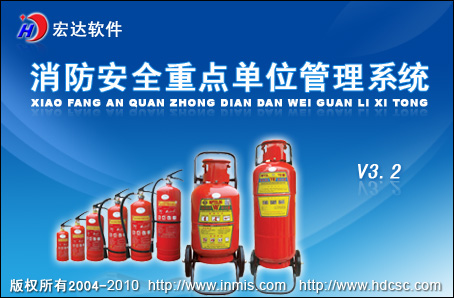 宏达软件
消防安全重点单位管理系统
XIAO FANG AN QUAN ZHONG DIAN DAN WEI GUAN LI XI TONG
V3.2
版权所有2004-2010 http://www.inmis.com http://www.hdcsc.com